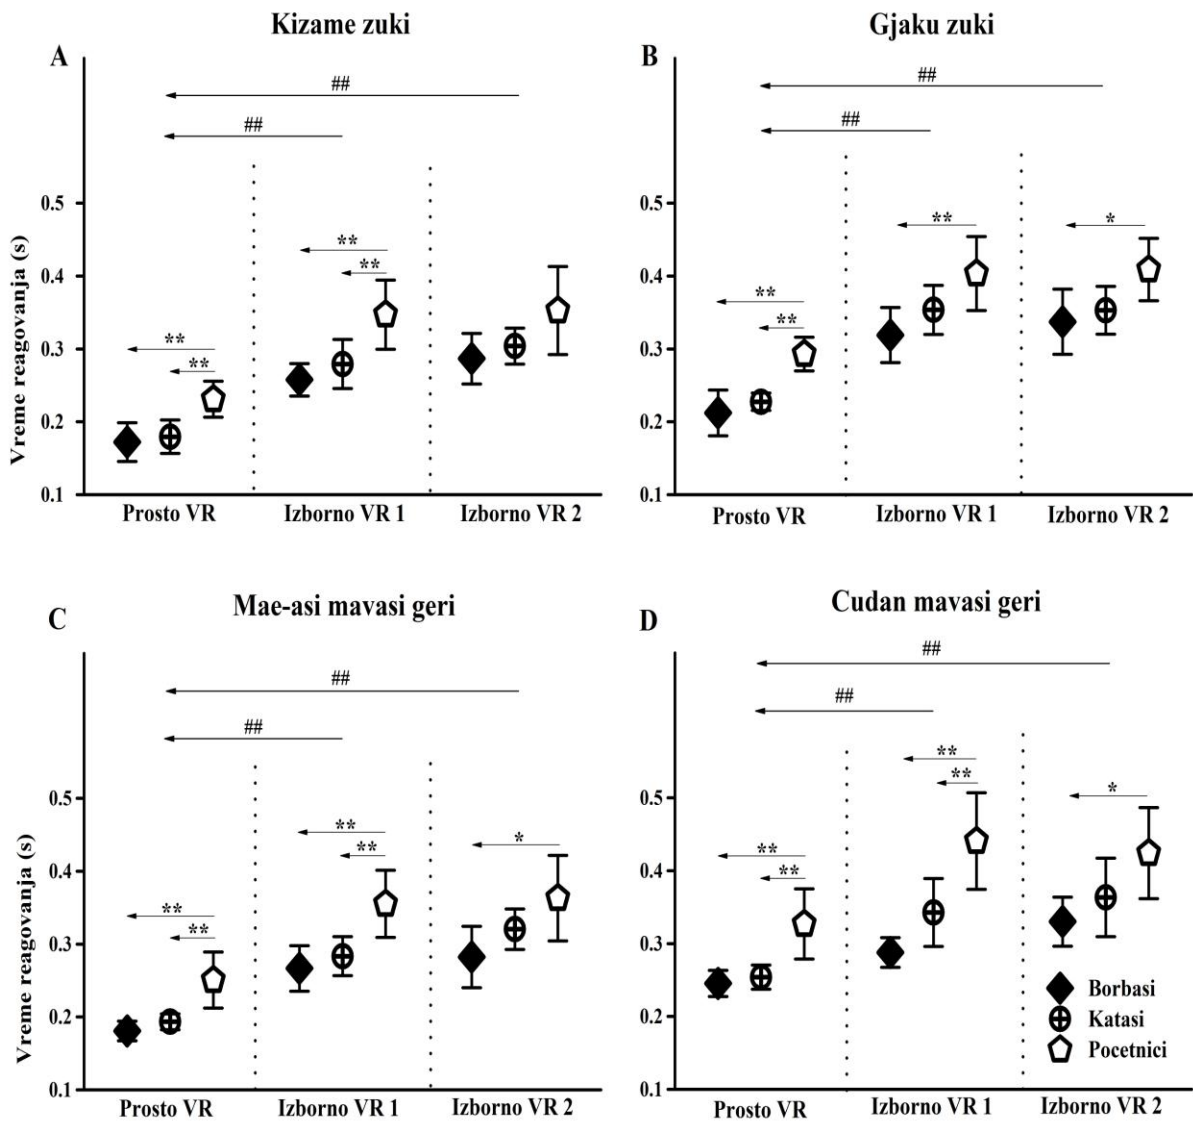 Kizame zuki
A
##
##
0.5
0.4
0.3
0.2
0.1
Vreme reagovanja (s)
**
**
**
**
Prosto VR
Izborno VR 1
Izborno VR 2
Gjaku zuki
B
##
##
0.5
0.4
0.3
0.2
0.1
**
**
**
*
Prosto VR
Izborno VR 1
Izborno VR 2
Mae-asi mavasi geri
C
##
##
0.5
0.4
0.3
0.2
0.1
Vreme reagovanja (s)
**
**
**
**
*
Prosto VR
Izborno VR 1
Izborno VR 2
Cudan mavasi geri
D
##
##
0.5
0.4
0.3
0.2
0.1
**
**
**
**
*
Borbasi
Katasi
Pocetnici
Prosto VR
Izborno VR 1
Izborno VR 2